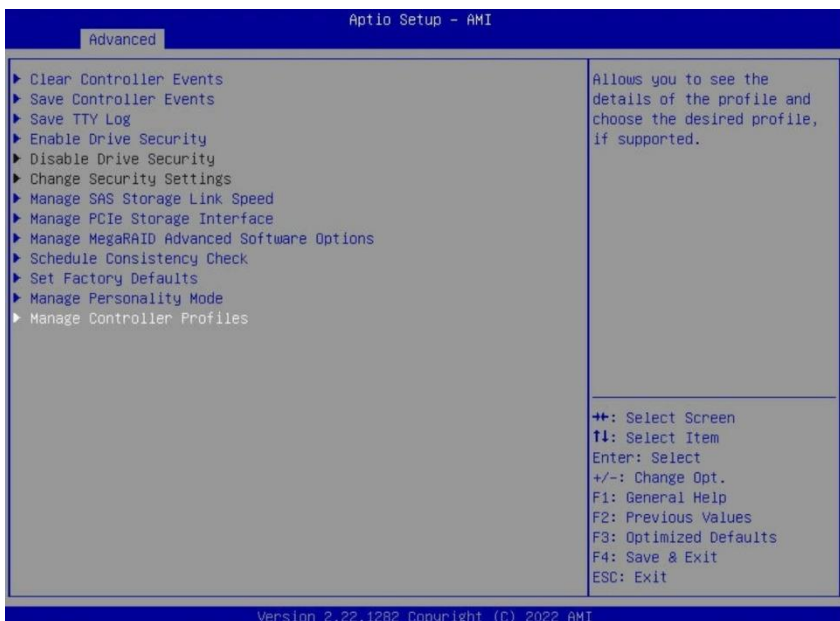 Aptio Setup – AMI
Advanced
Clear Controller Events
Save Controller Events
Save TTY Log
Enable Drive Security
Disable Drive Security
Change Security Settings
Manage SAS Storage Link Speed
Manage PCIe Storage Interface
Manage MegaRAID Advanced Software Options
Schedule Consistency Check
Set Factory Defaults
Manage Personality Mode
Manage Controller Profiles
Allows you to see the
details of the profile and
choose the desired profile,
if supported.
→←: Select Screen
↑↓: Select Item
Enter: Select
+/-: Change Opt.
F1: General Help
F2: Previous Values
F3: Optimized Defaults
F4: Save & Exit
ESC: Exit
Version 2.22.1282 Copyright (C) 2022 AMI